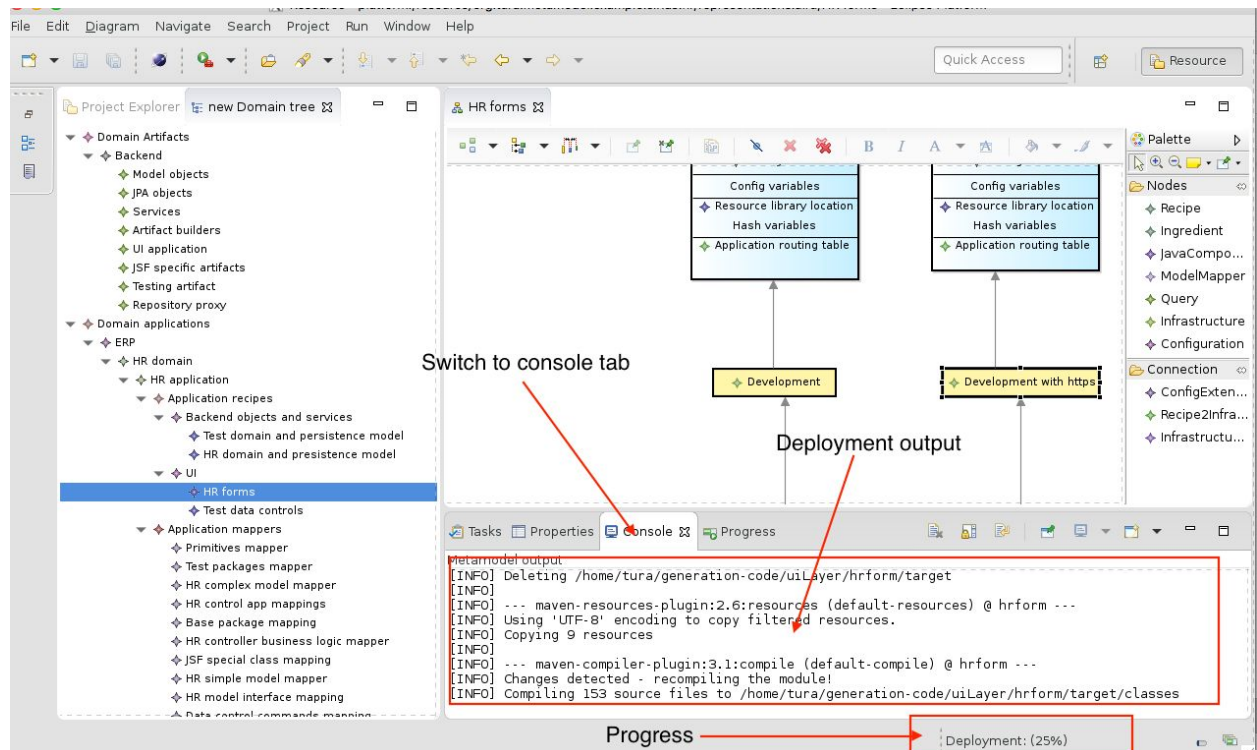 File Edit Diagram Navigate Search Project Run Window Help
Quick Access
Resource
Project Explorer
new Domain tree
HR forms
Domain Artifacts
Backend
Model objects
JPA objects
Services
Artifact builders
UI application
JSF specific artifacts
Testing artifact
Repository proxy
Domain applications
ERP
HR domain
HR application
Application recipes
Backend objects and services
Test domain and persistence model
HR domain and presistence model
UI
HR forms
Test data controls
Application mappers
Primitives mapper
Test packages mapper
HR complex model mapper
HR control app mappings
Base package mapping
HR controller business logic mapper
JSF special class mapping
HR simple model mapper
HR model interface mapping
Data control commands mapping
Config variables
Resource library location
Hash variables
Application routing table
Config variables
Resource library location
Hash variables
Application routing table
Development
Development with https
Switch to console tab
Deployment output
Palette
Nodes
Recipe
Ingredient
JavaCompo...
ModelMapper
Query
Infrastructure
Configuration
Connection
ConfigExten...
Recipe2Infra...
Infrastructu...
Tasks Properties Console Progress
Metamodel output
[INFO] Deleting /home/tura/generation-code/uiLayer/hrform/target
[INFO]
[INFO] --- maven-resources-plugin:2.6:resources (default-resources) @ hrform ---
[INFO] Using 'UTF-8' encoding to copy filtered resources.
[INFO] Copying 9 resources
[INFO]
[INFO] --- maven-compiler-plugin:3.1:compile (default-compile) @ hrform ---
[INFO] Changes detected - recompiling the module!
[INFO] Compiling 153 source files to /home/tura/generation-code/uiLayer/hrform/target/classes
Progress
Deployment: (25%)